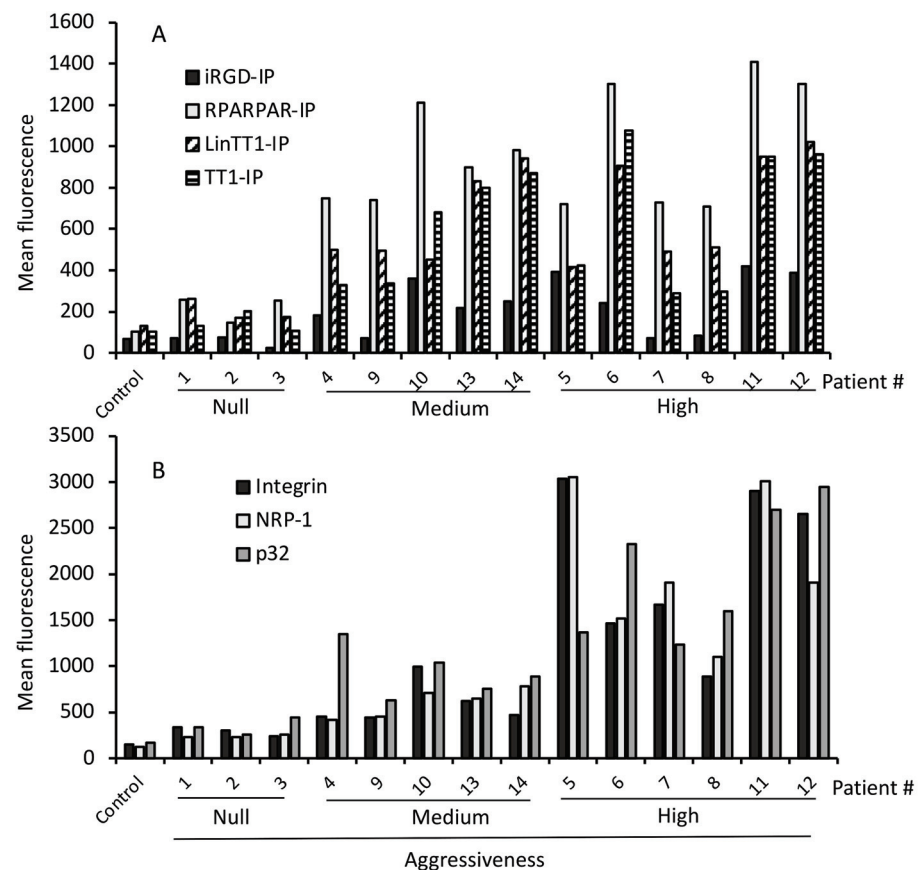 A
1600
1400
1200
1000
800
600
400
200
0
Mean fluorescence
iRGD-IP
RPARPAR-IP
LinTT1-IP
TT1-IP
Control 1 2 3 4 9 10 13 14 5 6 7 8 11 12 Patient #
Null Medium High
B
3500
3000
2500
2000
1500
1000
500
0
Mean fluorescence
Integrin
NRP-1
p32
Control 1 2 3 4 9 10 13 14 5 6 7 8 11 12 Patient #
Null Medium High
Aggressiveness